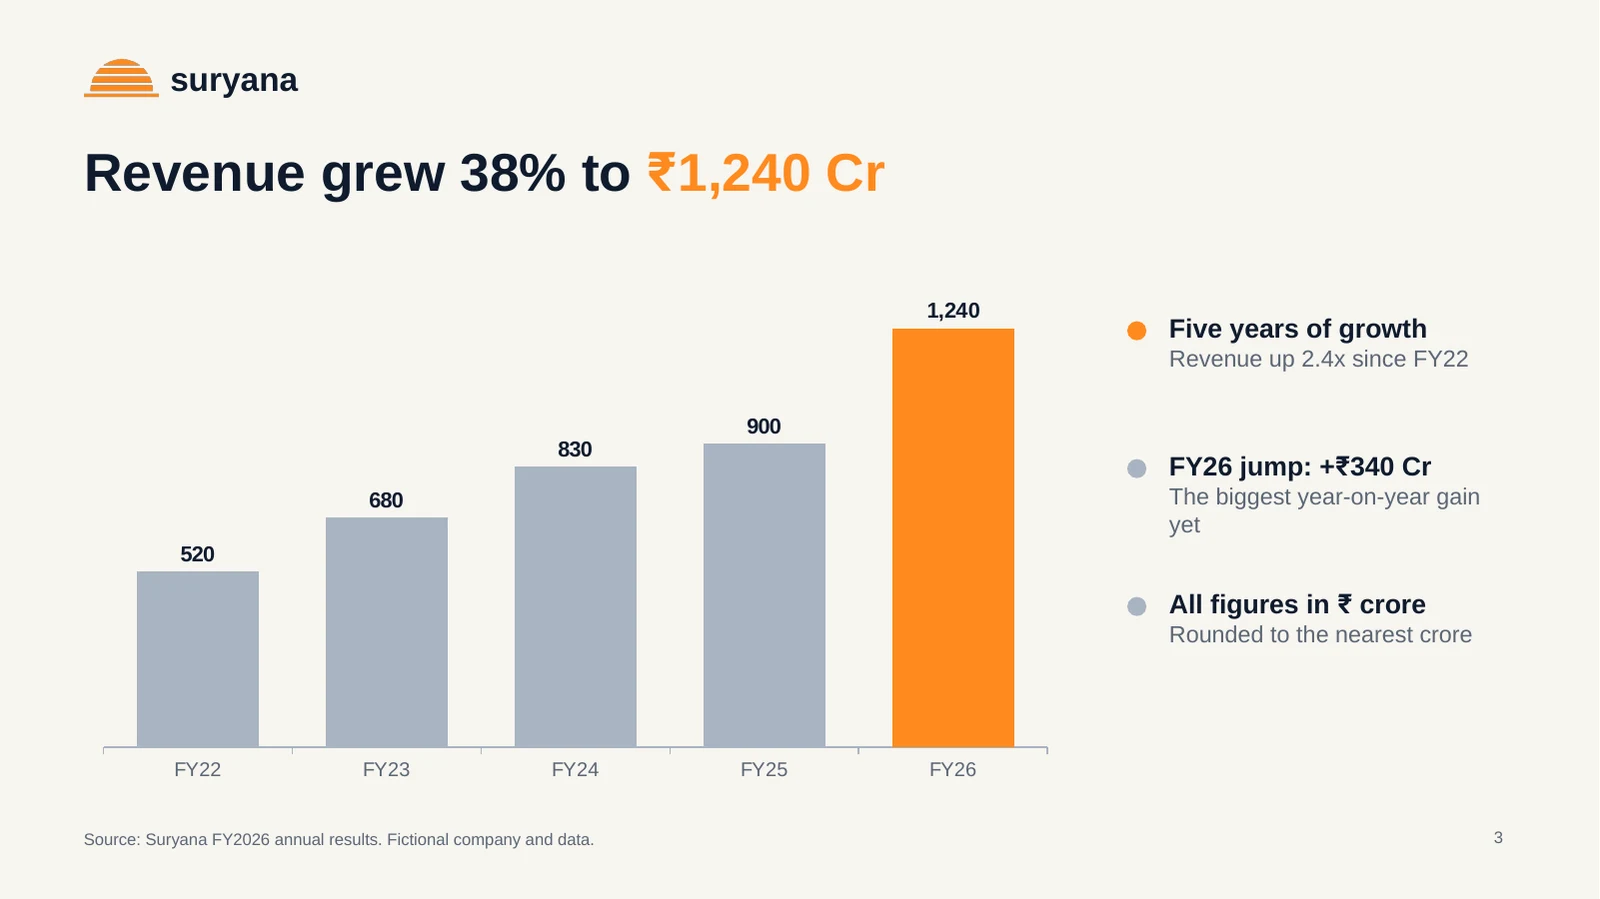 suryana
Revenue grew 38% to ₹1,240 Cr
1,240
900
830
680
520
FY22
FY23
FY24
FY25
FY26
Five years of growth
Revenue up 2.4x since FY22
FY26 jump: +₹340 Cr
The biggest year-on-year gain
yet
All figures in ₹ crore
Rounded to the nearest crore
Source: Suryana FY2026 annual results. Fictional company and data.
3